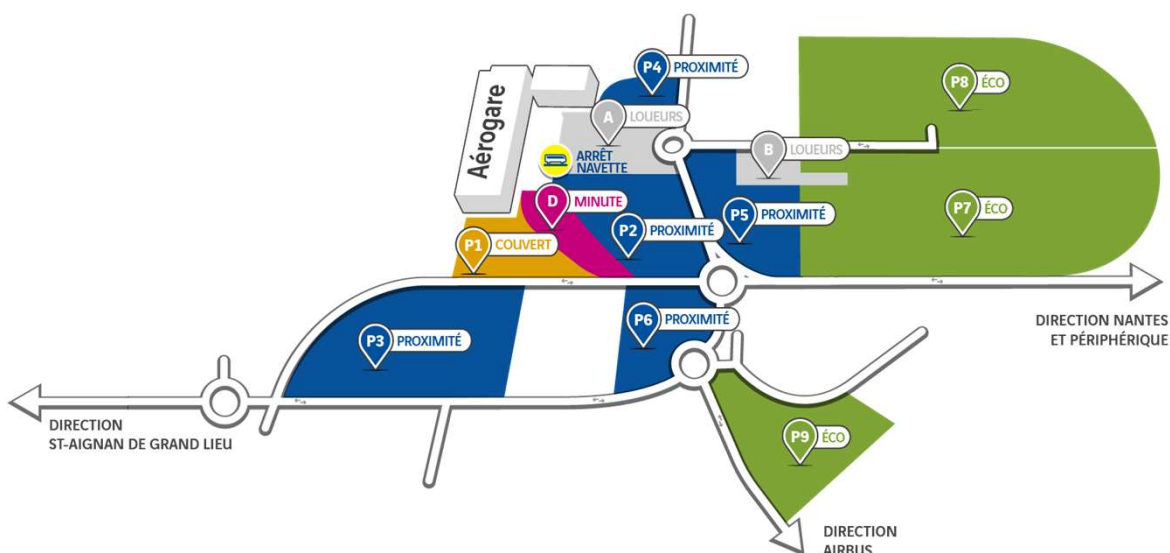 P4 PROXIMITÉ
P8 ÉCO
Aérogare
A LOUEURS
B LOUEURS
ARRÊT
NAVETTE
D MINUTE
P7 ÉCO
P5 PROXIMITÉ
P2 PROXIMITÉ
P1 COUVERT
P6 PROXIMITÉ
P3 PROXIMITÉ
DIRECTION NANTES
ET PÉRIPHÉRIQUE
DIRECTION
ST-AIGNAN DE GRAND LIEU
P9 ÉCO
DIRECTION
AIRBUS